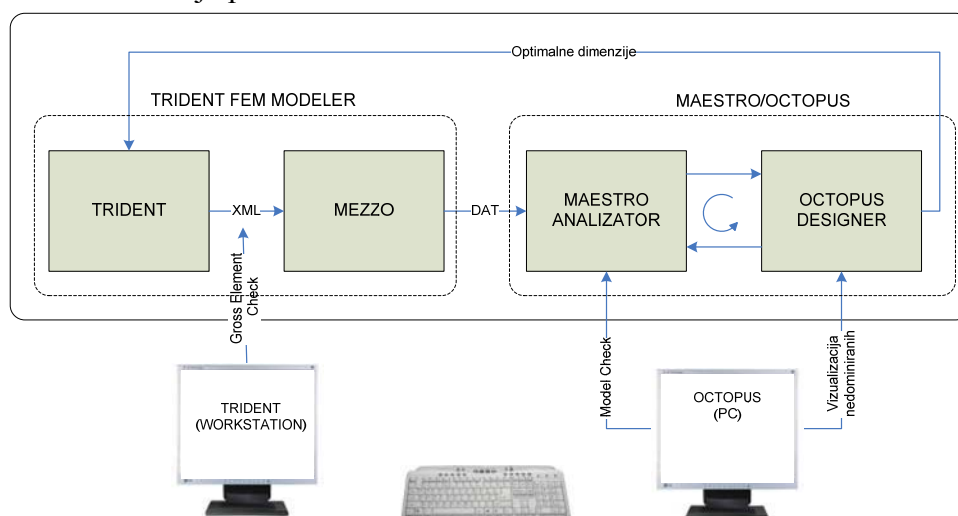 Optimalne dimenzije
TRIDENT FEM MODELER
MAESTRO/OCTOPUS
TRIDENT
XML
MEZZO
DAT
MAESTRO
ANALIZATOR
OCTOPUS
DESIGNER
Gross Element
Check
Model Check
Vizualizacija
nedominiranih
TRIDENT
(WORKSTATION)
OCTOPUS
(PC)